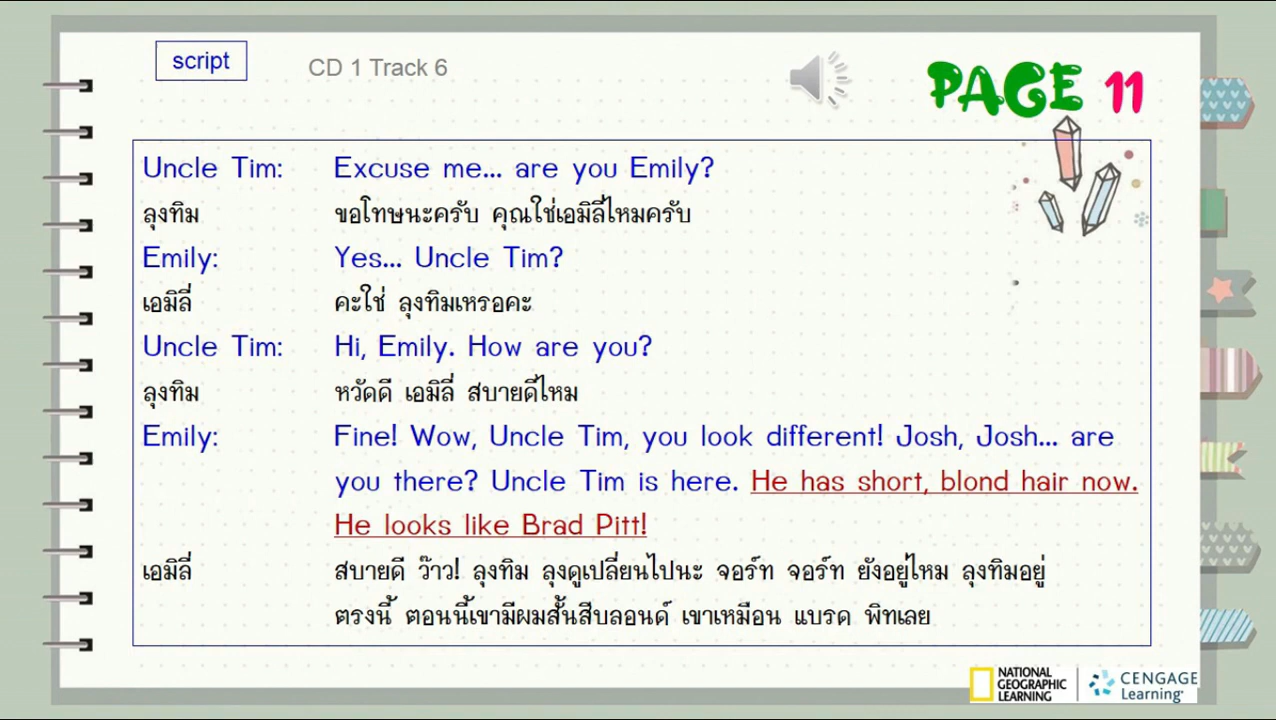 script
CD 1 Track 6
PAGE 11
Uncle Tim: Excuse me... are you Emily?
ลุงทิม ขอโทษนะครับ คุณใช่เอมิลี่ไหมครับ
Emily: Yes... Uncle Tim?
เอมิลี่ คะใช่ ลุงทิมเหรอคะ
Uncle Tim: Hi, Emily. How are you?
ลุงทิม หวัดดี เอมิลี่ สบายดีไหม
Emily: Fine! Wow, Uncle Tim, you look different! Josh, Josh... are
you there? Uncle Tim is here. He has short, blond hair now.
He looks like Brad Pitt!
เอมิลี่ สบายดี ว๊าว! ลุงทิม ลุงดูเปลี่ยนไปนะ จอร์ท จอร์ท ยังอยู่ไหม ลุงทิมอยู่
ตรงนี้ ตอนนี้เขามีผมสั้นสีบลอนด์ เขาเหมือน แบรด พิทเลย
NATIONAL
GEOGRAPHIC
LEARNING
CENGAGE
Learning